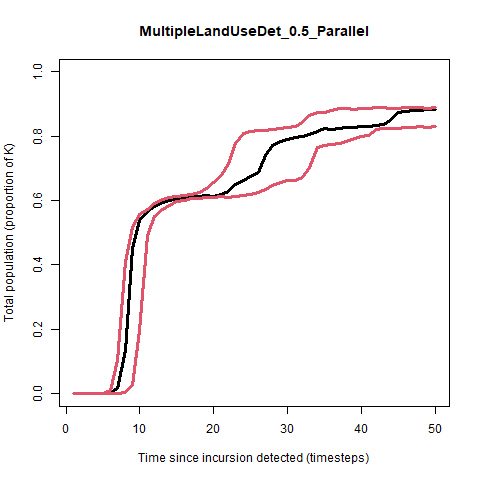 MultipleLandUseDet_0.5_Parallel
Total population (proportion of K)
1.0
0.8
0.6
0.4
0.2
0.0
0 10 20 30 40 50
Time since incursion detected (timesteps)